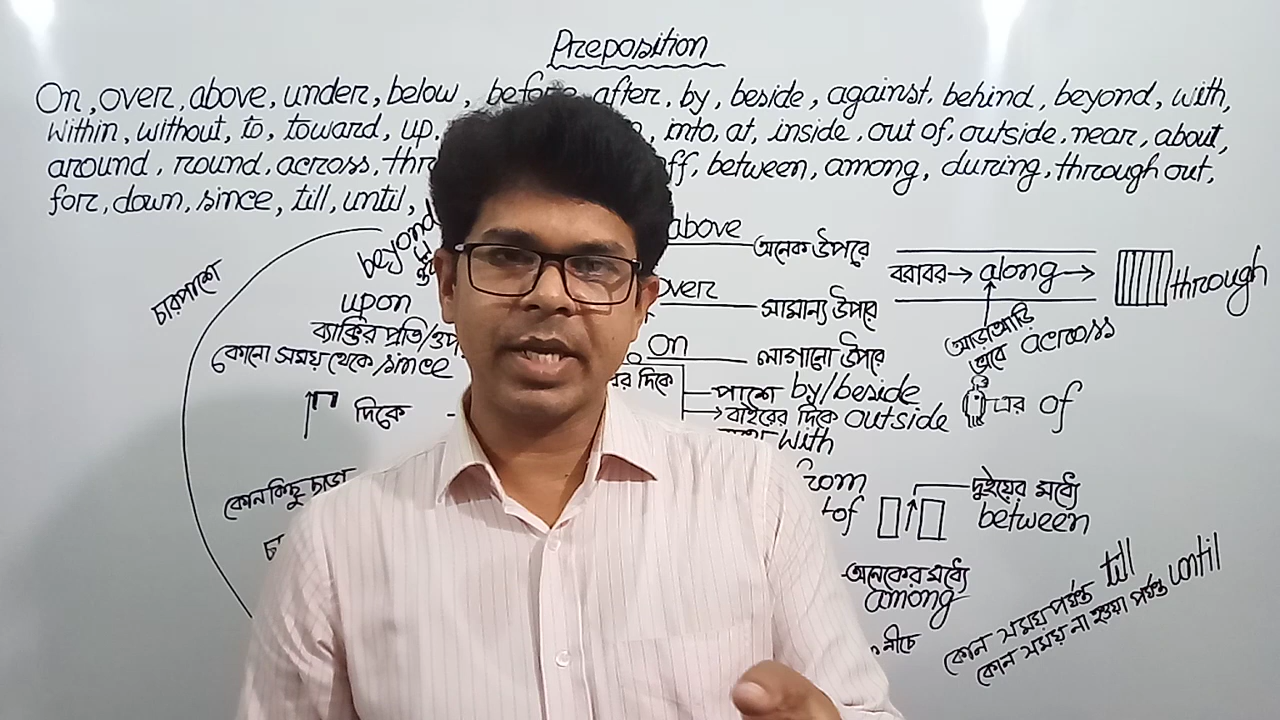 Preposition
On, over, above, under, below, before, after, by, beside, against, behind, beyond, with,
within, without, to, toward, up, into, at, inside, out of, outside, near, about,
around, round, across, between, among, during, through out,
for, down, since, till, until,
চারপাশে
beyond
above
অনেক উপরে
বরাবর → along →
through
upon
over
সামান্য উপরে
ব্যাক্তির প্রতি
on
লাগানো উপরে
across
কোনো সময় থেকে/since
দিকে
পাশে by/beside
দিকে
বাইরের দিকে outside
এর of
with
দুইয়ের মধ্যে
between
কোন কিছু ছাড়া
অনেকের মধ্যে
among
নীচে
কোন সময় পর্যন্ত till
কোন সময় না হওয়া পর্যন্ত until